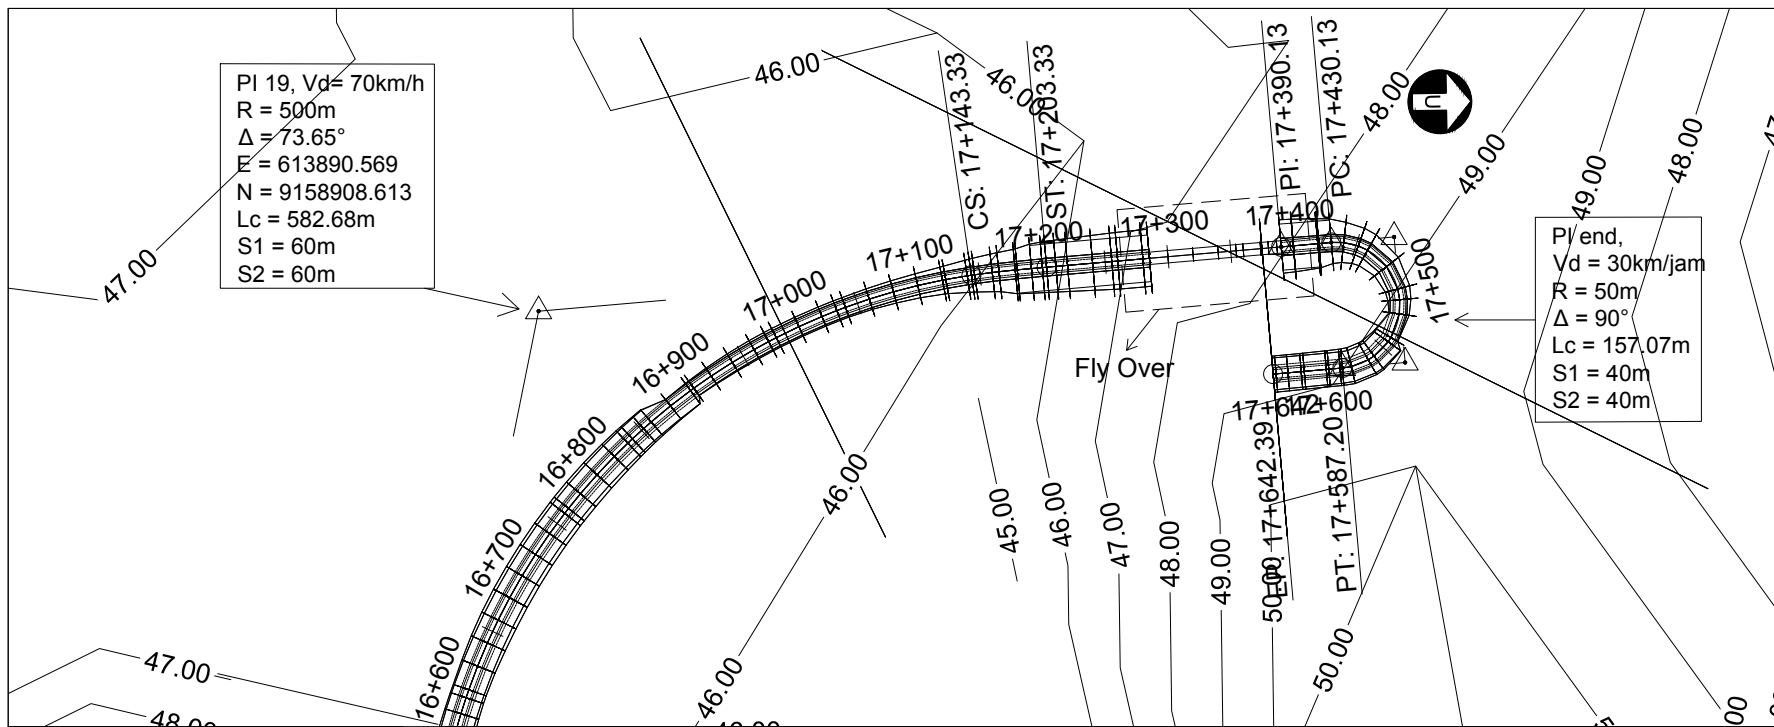 PI 19, Vd= 70km/h
R = 500m
Δ = 73.65°
E = 613890.569
N = 9158908.613
Lc = 582.68m
S1 = 60m
S2 = 60m
46.00
46.00
CS: 17+143.33
ST: 17+203.33
PI: 17+390.13
PC: 17+430.13
48.00
U
49.00
49.00
48.00
47.00
16+600
16+700
16+800
16+900
17+000
17+100
17+200
17+300
17+400
17+500
17+600
17+642
Fly Over
PI end,
Vd = 30km/jam
R = 50m
Δ = 90°
Lc = 157.07m
S1 = 40m
S2 = 40m
46.00
45.00
46.00
47.00
48.00
49.00
50.00
EP: 17+642.39
PT: 17+587.20
50.00
47.00
46.00